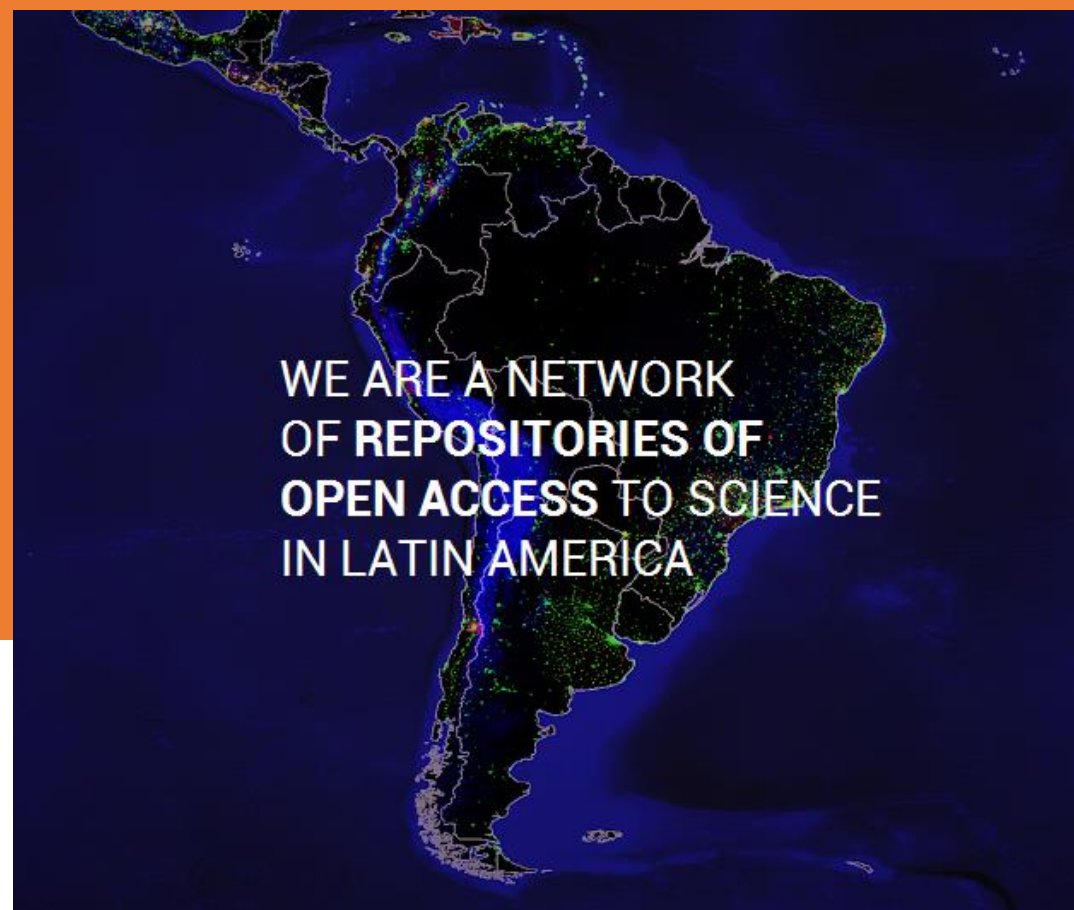 WE ARE A NETWORK
OF REPOSITORIES OF
OPEN ACCESS TO SCIENCE
IN LATIN AMERICA